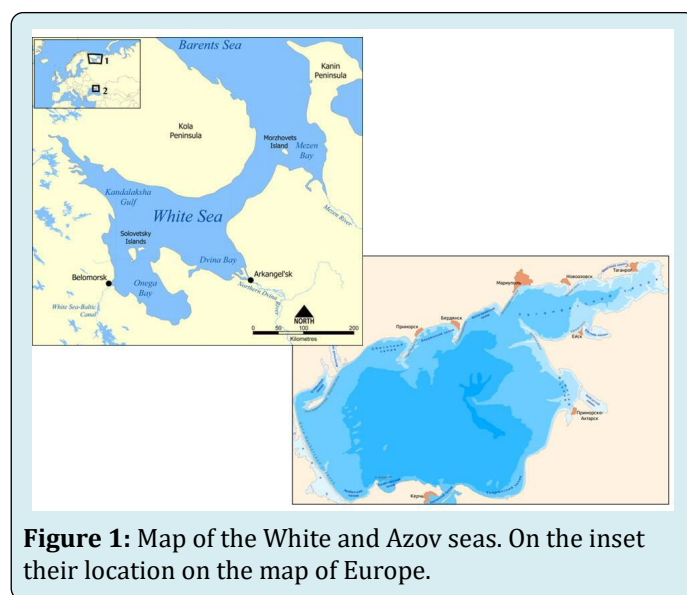 Barents Sea
Kanin
Peninsula
1
2
Kola
Peninsula
Morzhovets
Island
Mezen
Bay
Kandalaksha
Gulf
White Sea
Mezen River
Solovetsky
Islands
Dvina Bay
Arkangel'sk
Belomorsk
Onega
Bay
Northern Dvina
River
White Sea-Baltic
Canal
NORTH
0 50 100 200
Kilometres
Таганрог
Мариуполь
Новоазовск
Бердянск
Приморск
Ейск
Приморско-
Ахтарск
Керчь
Figure 1: Map of the White and Azov seas. On the inset
their location on the map of Europe.